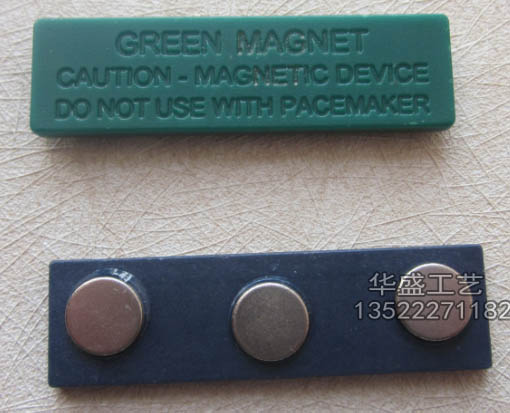 GREEN MAGNET
CAUTION - MAGNETIC DEVICE
DO NOT USE WITH PACEMAKER
华盛工艺
13522271182